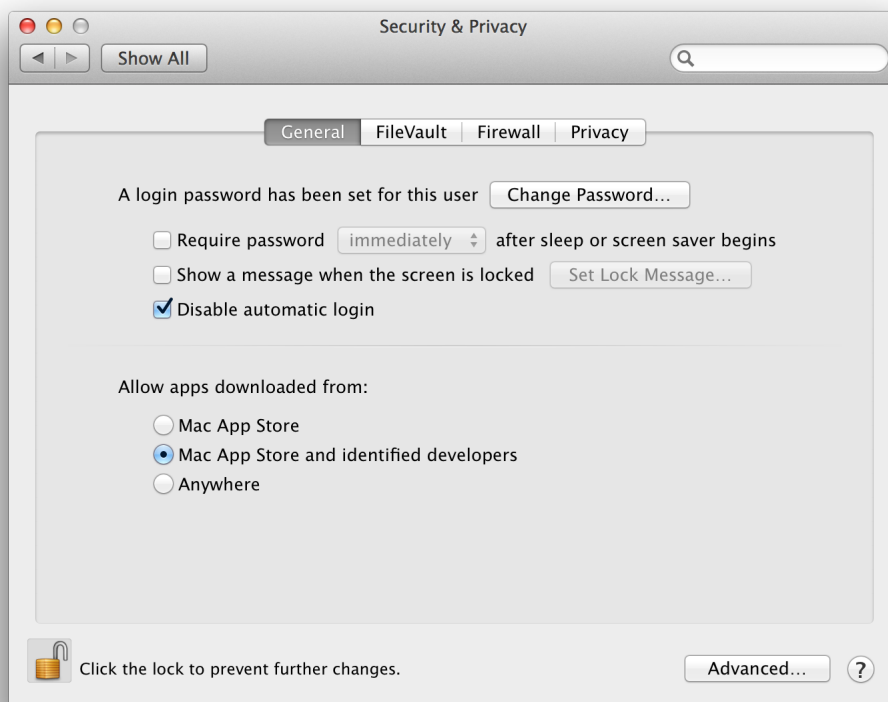 Security & Privacy
Show All
General FileVault Firewall Privacy
A login password has been set for this user Change Password...
Require password immediately after sleep or screen saver begins
Show a message when the screen is locked Set Lock Message...
Disable automatic login
Allow apps downloaded from:
Mac App Store
Mac App Store and identified developers
Anywhere
Click the lock to prevent further changes. Advanced... ?